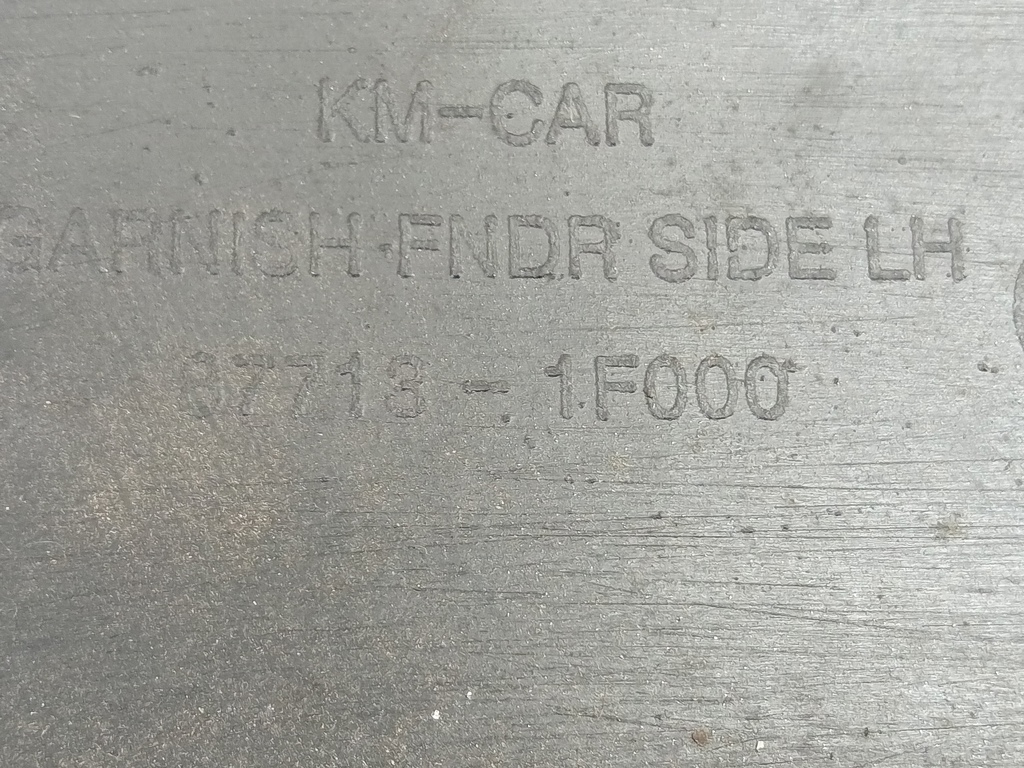 KM-CAR
GARNISH-FNDR SIDE LH
87713-1F000